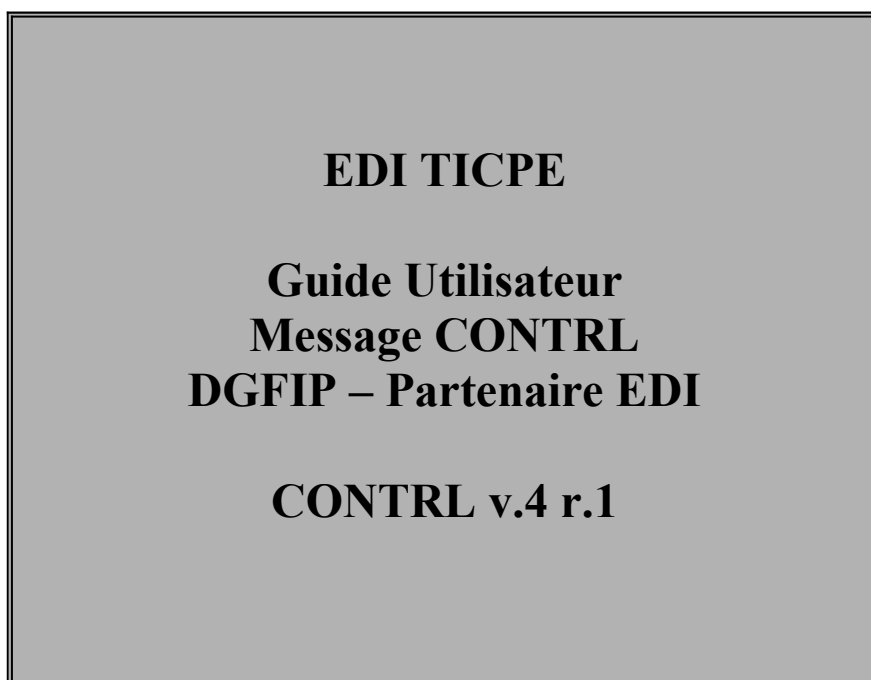 EDI TICPE
Guide Utilisateur
Message CONTRL
DGFIP – Partenaire EDI
CONTRL v.4 r.1